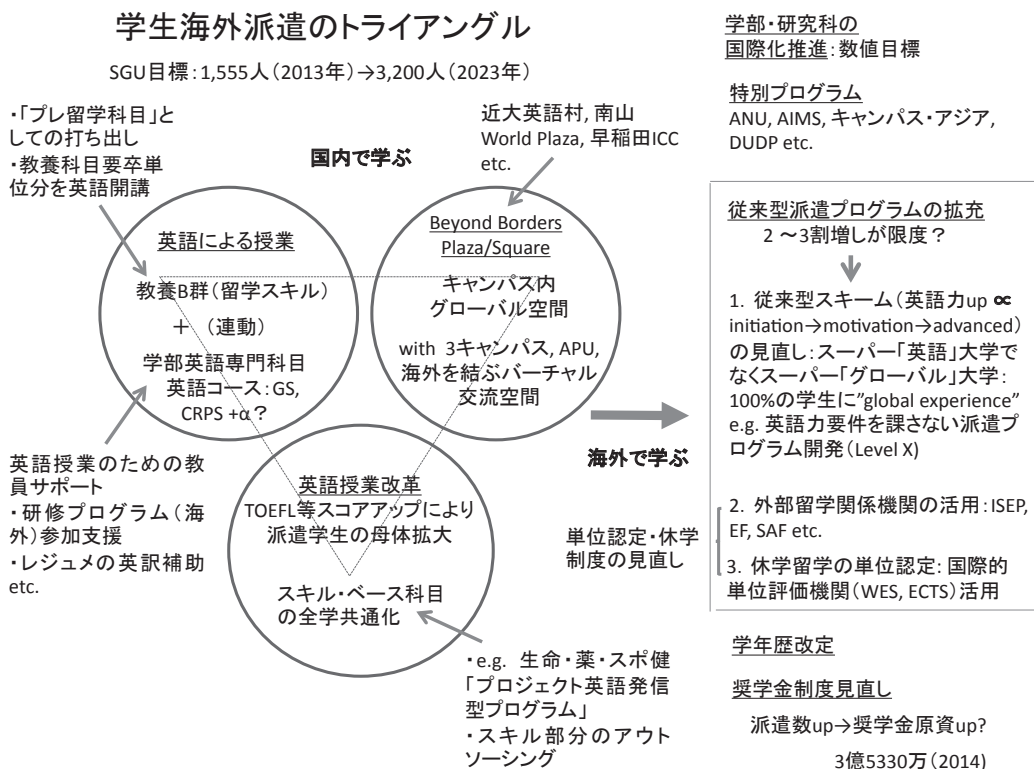 学生海外派遣のトライアングル
SGU目標：1,555人（2013年）→3,200人（2023年）
・「プレ留学科目」と
しての打ち出し
・教養科目要卒単
位分を英語開講
国内で学ぶ
近大英語村, 南山
World Plaza, 早稲田ICC
etc.
英語による授業
教養B群（留学スキル）
＋ （連動）
学部英語専門科目
英語コース：GS,
CRPS +α？
Beyond Borders
Plaza/Square
キャンパス内
グローバル空間
with 3キャンパス, APU,
海外を結ぶバーチャル
交流空間
英語授業のための教
員サポート
・研修プログラム（海
外）参加支援
・レジュメの英訳補助
etc.
英語授業改革
TOEFL等スコアアップにより
派遣学生の母体拡大
スキル・ベース科目
の全学共通化
・e.g. 生命・薬・スポ健
「プロジェクト英語発信
型プログラム」
・スキル部分のアウト
ソーシング
海外で学ぶ
単位認定・休学
制度の見直し
学部・研究科の
国際化推進：数値目標
特別プログラム
ANU, AIMS, キャンパス・アジア,
DUDP etc.
従来型派遣プログラムの拡充
2 ～3割増しが限度？
1. 従来型スキーム（英語力up ∝
initiation→motivation→advanced）
の見直し：スーパー「英語」大学で
なくスーパー「グローバル」大学：
100%の学生に”global experience”
e.g. 英語力要件を課さない派遣プ
ログラム開発（Level X)
2. 外部留学関係機関の活用：ISEP,
EF, SAF etc.
3. 休学留学の単位認定: 国際的
単位評価機関（WES, ECTS）活用
学年歴改定
奨学金制度見直し
派遣数up→奨学金原資up?
3億5330万（2014)